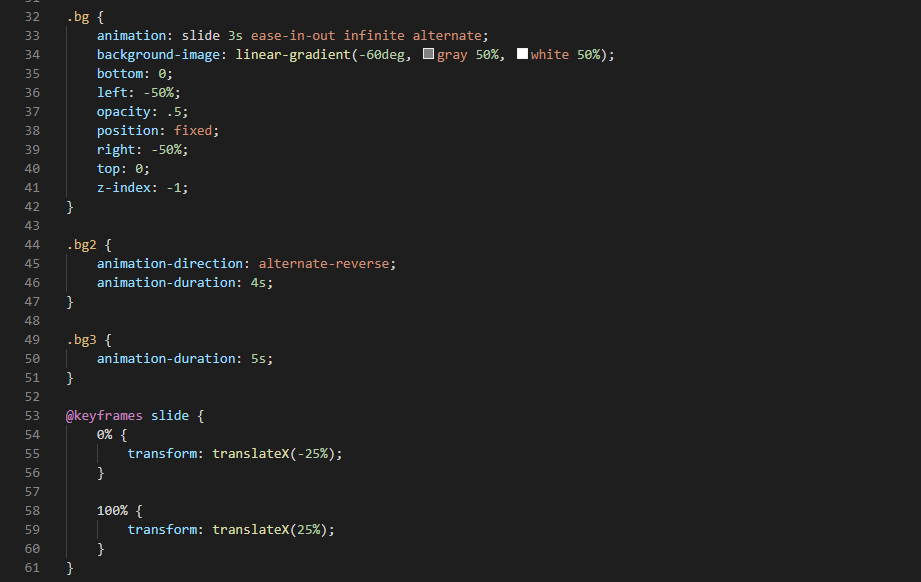 31
32 .bg {
33 animation: slide 3s ease-in-out infinite alternate;
34 background-image: linear-gradient(-60deg, gray 50%, white 50%);
35 bottom: 0;
36 left: -50%;
37 opacity: .5;
38 position: fixed;
39 right: -50%;
40 top: 0;
41 z-index: -1;
42 }
43
44 .bg2 {
45 animation-direction: alternate-reverse;
46 animation-duration: 4s;
47 }
48
49 .bg3 {
50 animation-duration: 5s;
51 }
52
53 @keyframes slide {
54 0% {
55 transform: translateX(-25%);
56 }
57
58 100% {
59 transform: translateX(25%);
60 }
61 }